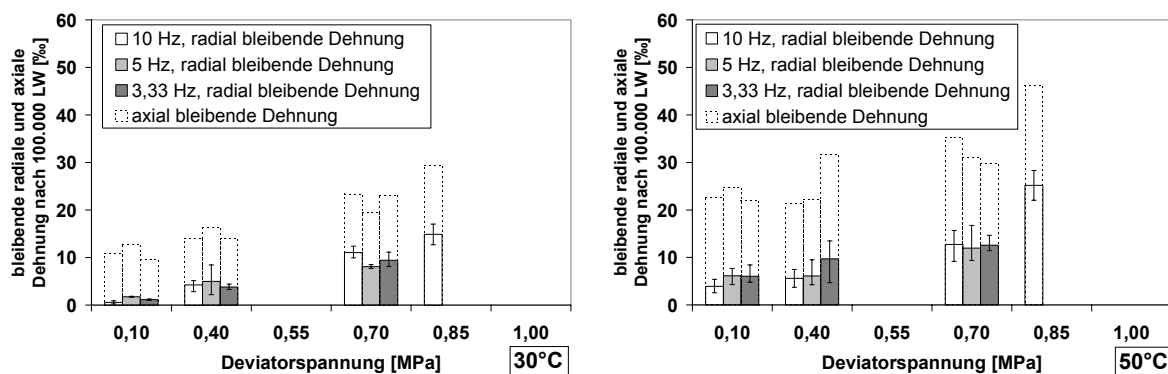 bleibende radiale und axiale
Dehnung nach 100.000 LW [‰]
60
50
40
30
20
10
0
10 Hz, radial bleibende Dehnung
5 Hz, radial bleibende Dehnung
3,33 Hz, radial bleibende Dehnung
axial bleibende Dehnung
0,10 0,40 0,55 0,70 0,85 1,00
Deviatorspannung [MPa]
30°C
bleibende radiale und axiale
Dehnung nach 100.000 LW [‰]
60
50
40
30
20
10
0
10 Hz, radial bleibende Dehnung
5 Hz, radial bleibende Dehnung
3,33 Hz, radial bleibende Dehnung
axial bleibende Dehnung
0,10 0,40 0,55 0,70 0,85 1,00
Deviatorspannung [MPa]
50°C